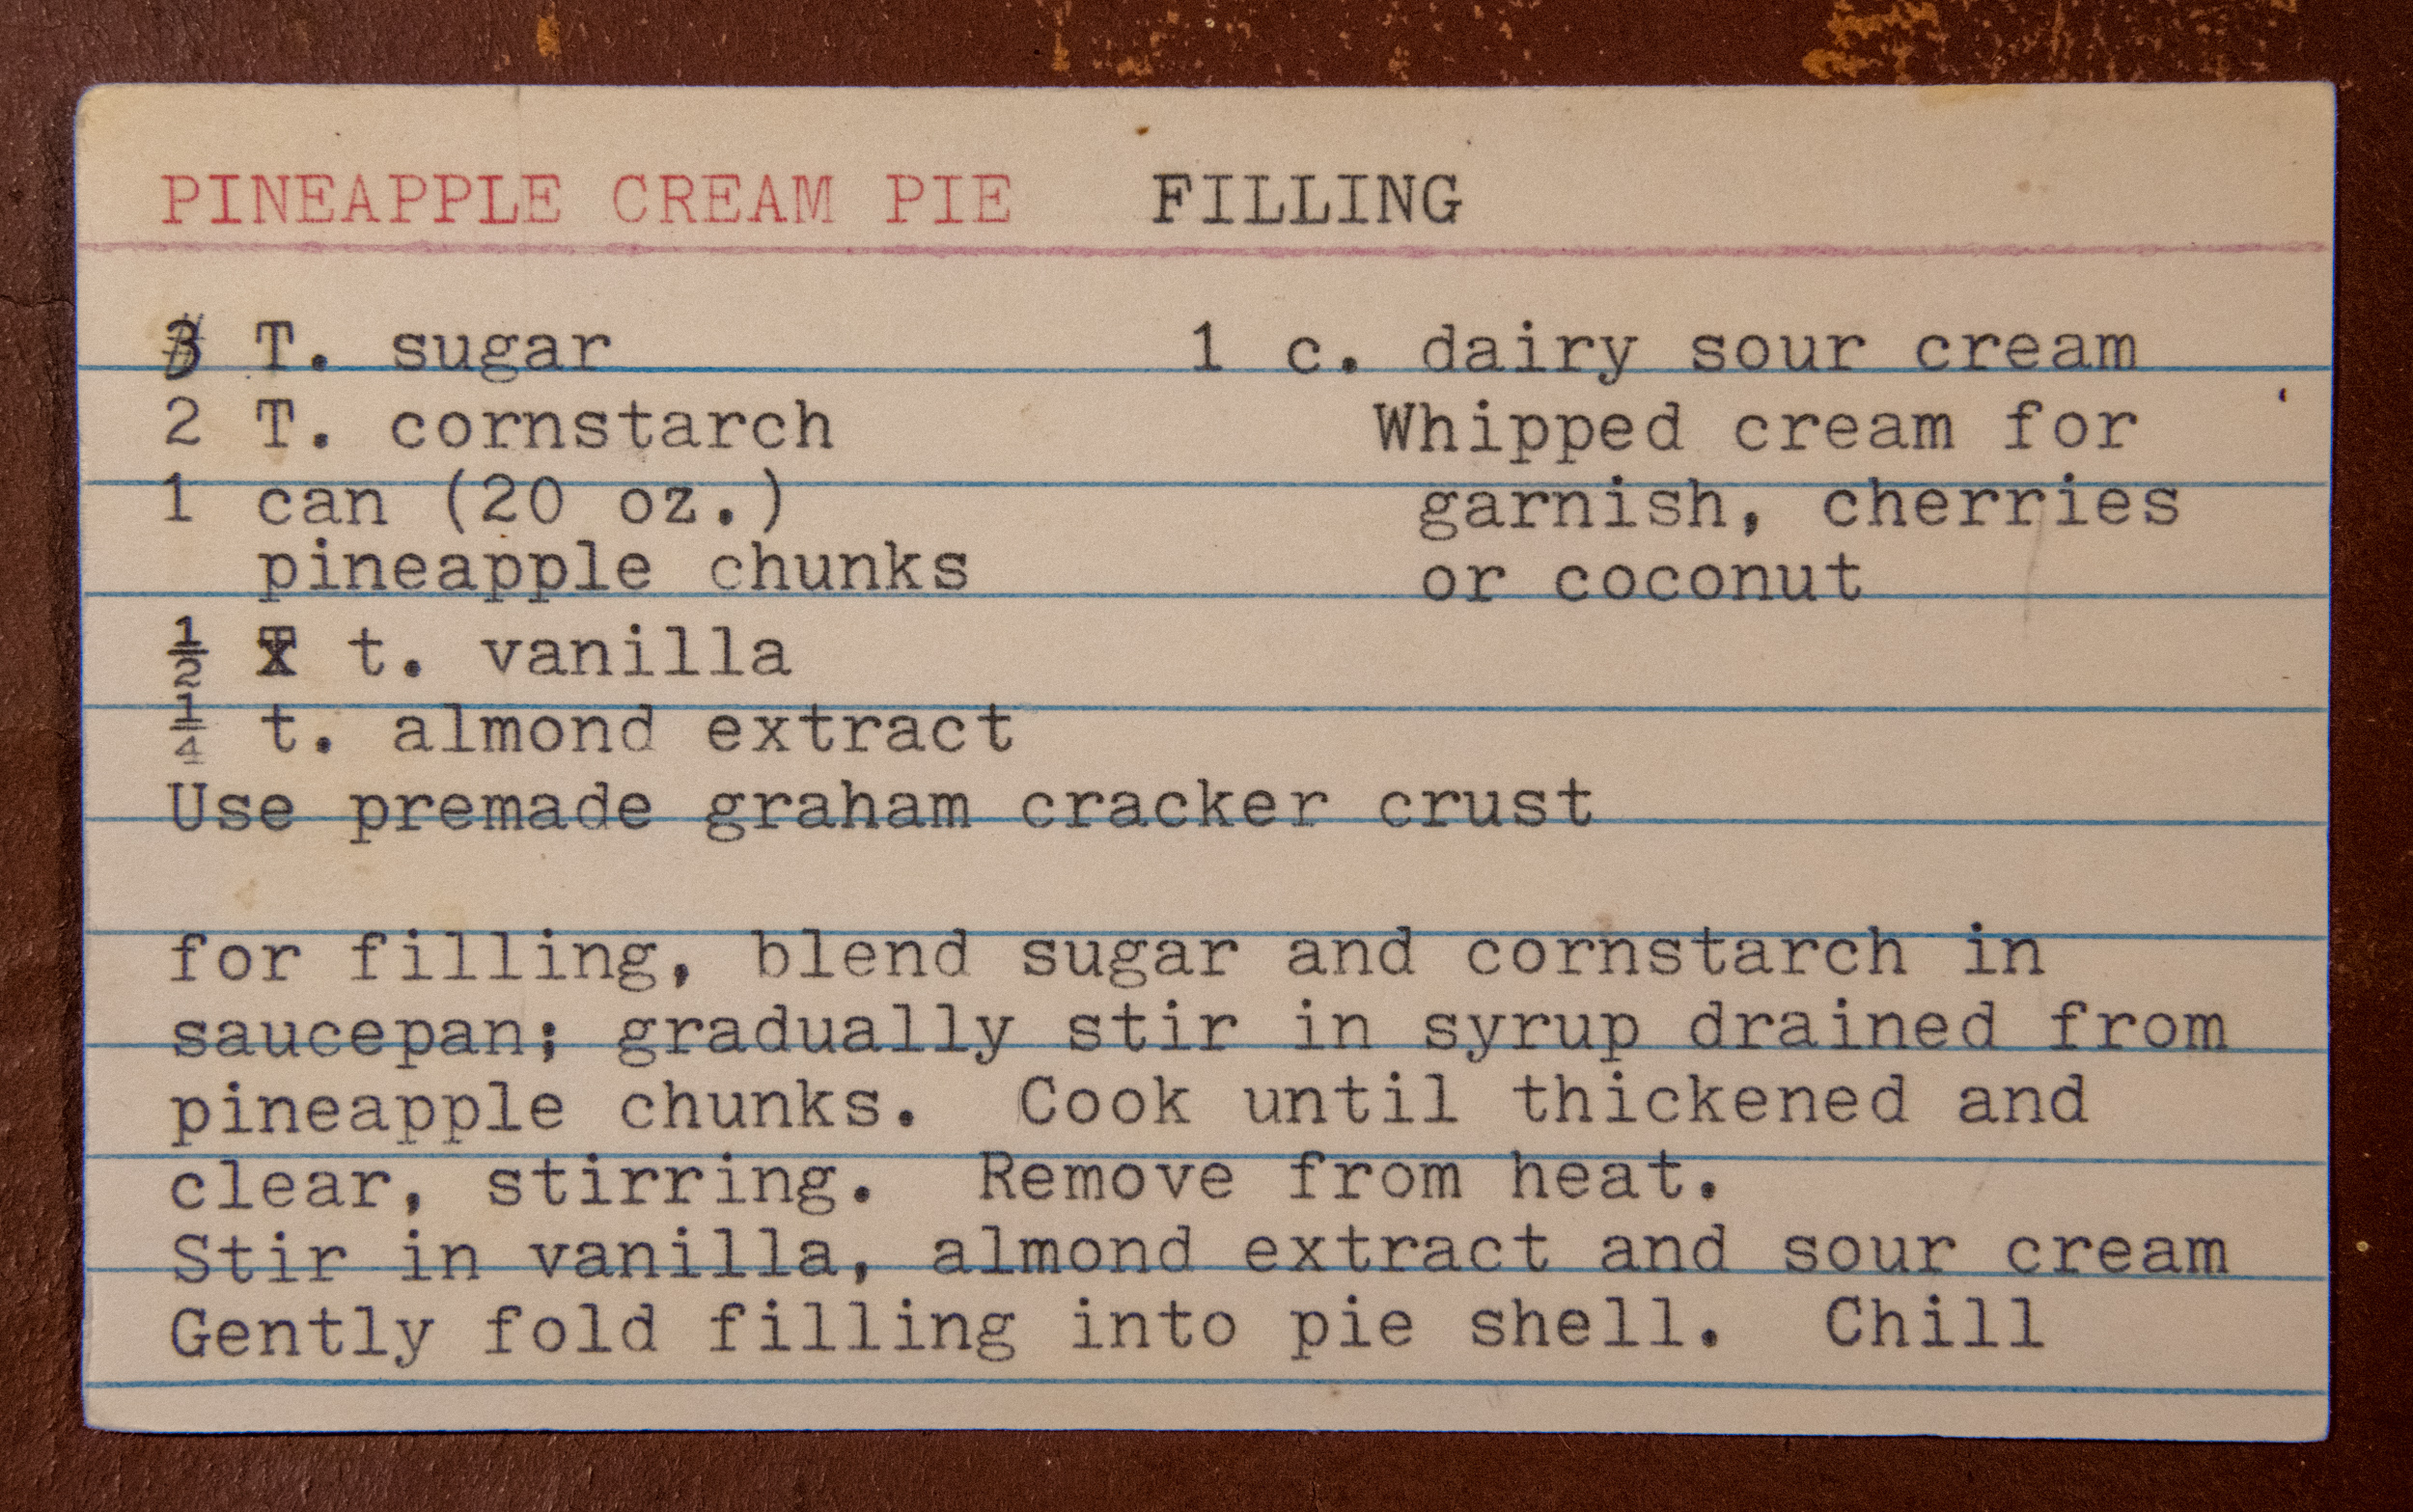 PINEAPPLE CREAM PIE FILLING
3 T. sugar
2 T. cornstarch
1 can (20 oz.)
pineapple chunks
½ t. vanilla
¼ t. almond extract
1 c. dairy sour cream
Whipped cream for
garnish, cherries
or coconut
Use premade graham cracker crust
for filling, blend sugar and cornstarch in
saucepan; gradually stir in syrup drained from
pineapple chunks. Cook until thickened and
clear, stirring. Remove from heat.
Stir in vanilla, almond extract and sour cream
Gently fold filling into pie shell. Chill